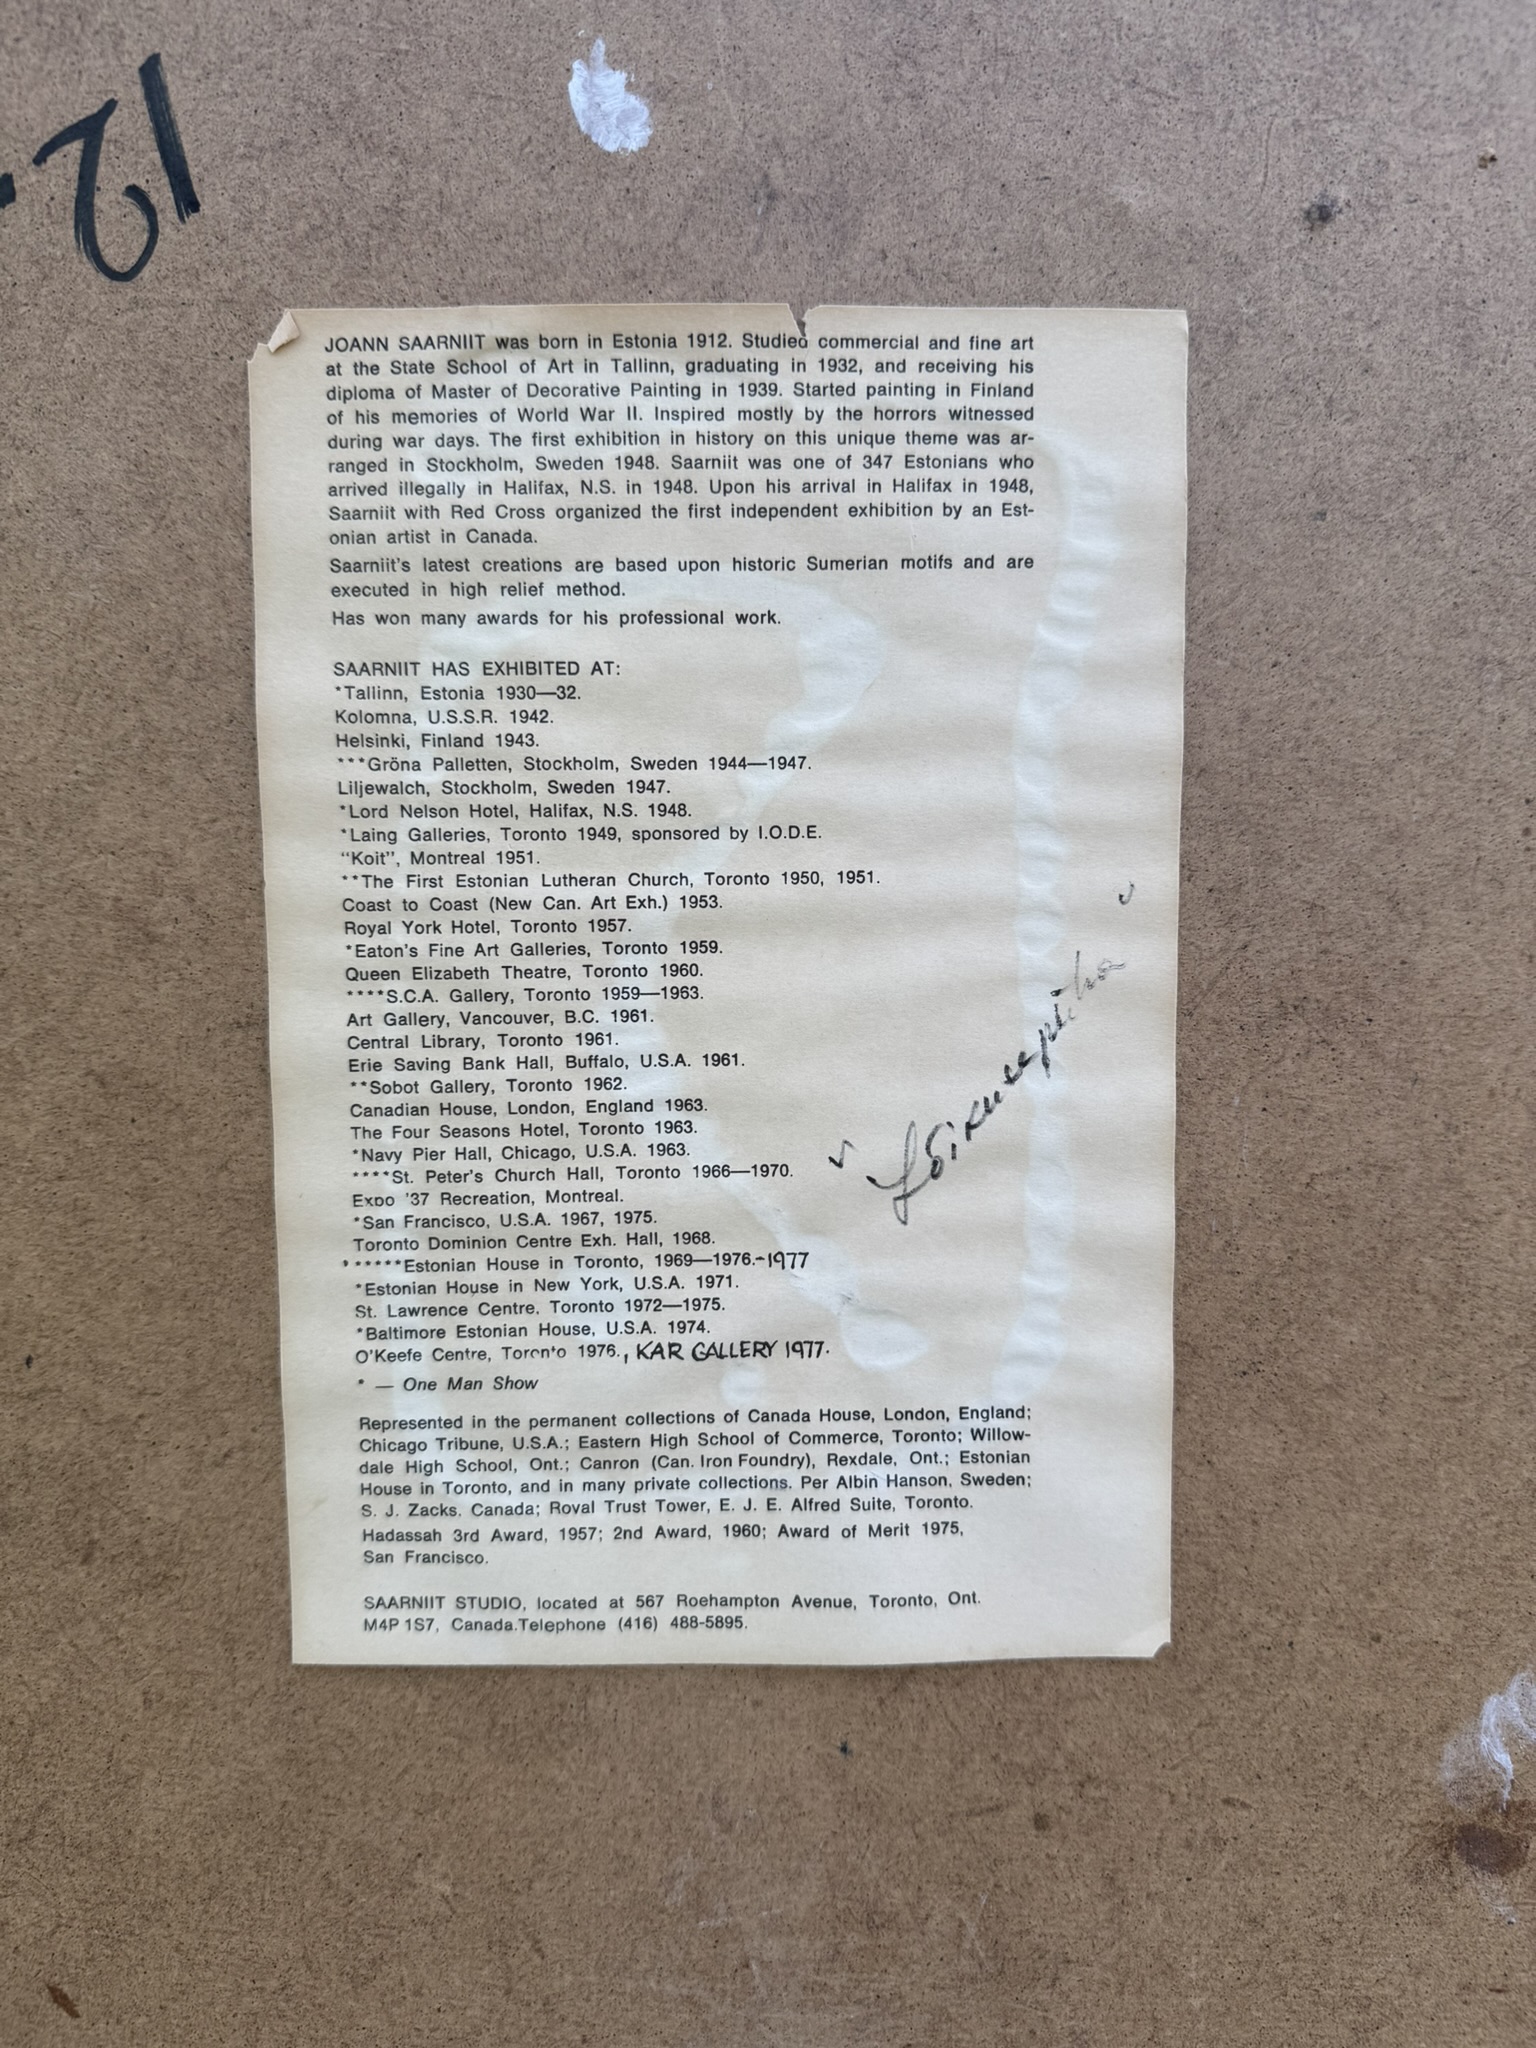 12-
JOANN SAARNIIT was born in Estonia 1912. Studied commercial and fine art
at the State School of Art in Tallinn, graduating in 1932, and receiving his
diploma of Master of Decorative Painting in 1939. Started painting in Finland
of his memories of World War II. Inspired mostly by the horrors witnessed
during war days. The first exhibition in history on this unique theme was ar-
ranged in Stockholm, Sweden 1948. Saarniit was one of 347 Estonians who
arrived illegally in Halifax, N.S. in 1948. Upon his arrival in Halifax in 1948,
Saarniit with Red Cross organized the first independent exhibition by an Est-
onian artist in Canada.
Saarniit's latest creations are based upon historic Sumerian motifs and are
executed in high relief method.
Has won many awards for his professional work.
SAARNIIT HAS EXHIBITED AT:
*Tallinn, Estonia 1930—32.
Kolomna, U.S.S.R. 1942.
Helsinki, Finland 1943.
***Gröna Palletten, Stockholm, Sweden 1944—1947.
Liljewalch, Stockholm, Sweden 1947.
*Lord Nelson Hotel, Halifax, N.S. 1948.
*Laing Galleries, Toronto 1949, sponsored by I.O.D.E.
"Koit", Montreal 1951.
**The First Estonian Lutheran Church, Toronto 1950, 1951.
Coast to Coast (New Can. Art Exh.) 1953.
Royal York Hotel, Toronto 1957.
*Eaton's Fine Art Galleries, Toronto 1959.
Queen Elizabeth Theatre, Toronto 1960.
****S.C.A. Gallery, Toronto 1959—1963.
Art Gallery, Vancouver, B.C. 1961.
Central Library, Toronto 1961.
Erie Saving Bank Hall, Buffalo, U.S.A. 1961.
**Sobot Gallery, Toronto 1962.
Canadian House, London, England 1963.
The Four Seasons Hotel, Toronto 1963.
*Navy Pier Hall, Chicago, U.S.A. 1963.
****St. Peter's Church Hall, Toronto 1966—1970.
Expo '37 Recreation, Montreal.
*San Francisco, U.S.A. 1967, 1975.
Toronto Dominion Centre Exh. Hall, 1968.
******Estonian House in Toronto, 1969—1976.-1977
*Estonian House in New York, U.S.A. 1971.
St. Lawrence Centre. Toronto 1972—1975.
*Baltimore Estonian House, U.S.A. 1974.
O'Keefe Centre, Toronto 1976., KAR GALLERY 1977.
* — One Man Show
Represented in the permanent collections of Canada House, London, England;
Chicago Tribune, U.S.A.; Eastern High School of Commerce, Toronto; Willow-
dale High School, Ont.; Canron (Can. Iron Foundry), Rexdale, Ont.; Estonian
House in Toronto, and in many private collections. Per Albin Hanson, Sweden;
S. J. Zacks. Canada; Royal Trust Tower, E. J. E. Alfred Suite, Toronto.
Hadassah 3rd Award, 1957; 2nd Award, 1960; Award of Merit 1975,
San Francisco.
SAARNIIT STUDIO, located at 567 Roehampton Avenue, Toronto, Ont.
M4P 1S7, Canada.Telephone (416) 488-5895.